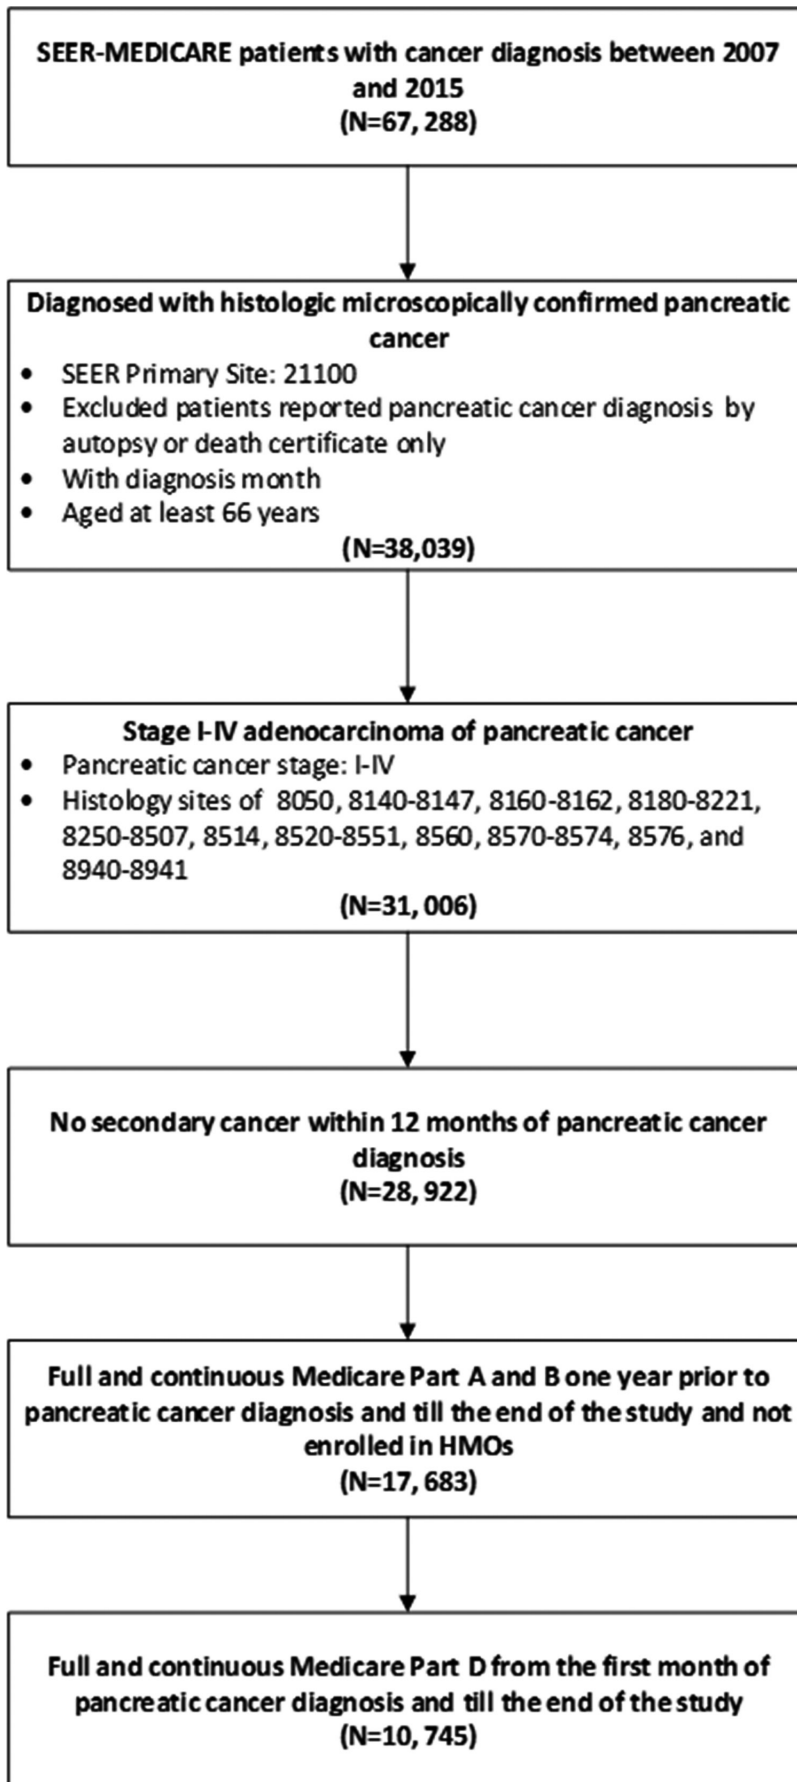 SEER-MEDICARE patients with cancer diagnosis between 2007
and 2015
(N=67, 288)
Diagnosed with histologic microscopically confirmed pancreatic
cancer
• SEER Primary Site: 21100
• Excluded patients reported pancreatic cancer diagnosis by
autopsy or death certificate only
• With diagnosis month
• Aged at least 66 years
(N=38,039)
Stage I-IV adenocarcinoma of pancreatic cancer
• Pancreatic cancer stage: I-IV
• Histology sites of 8050, 8140-8147, 8160-8162, 8180-8221,
8250-8507, 8514, 8520-8551, 8560, 8570-8574, 8576, and
8940-8941
(N=31, 006)
No secondary cancer within 12 months of pancreatic cancer
diagnosis
(N=28, 922)
Full and continuous Medicare Part A and B one year prior to
pancreatic cancer diagnosis and till the end of the study and not
enrolled in HMOs
(N=17, 683)
Full and continuous Medicare Part D from the first month of
pancreatic cancer diagnosis and till the end of the study
(N=10, 745)